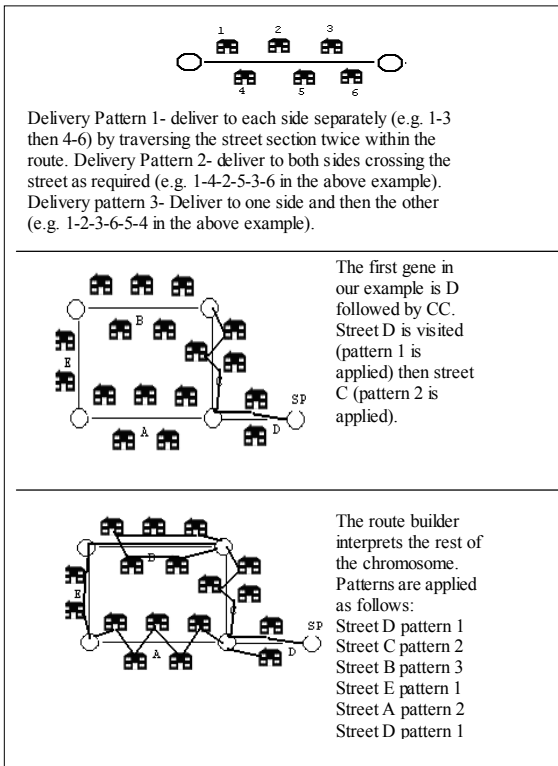 1 2 3
4 5 6
Delivery Pattern 1- deliver to each side separately (e.g. 1-3
then 4-6) by traversing the street section twice within the
route. Delivery Pattern 2- deliver to both sides crossing the
street as required (e.g. 1-4-2-5-3-6 in the above example).
Delivery pattern 3- Deliver to one side and then the other
(e.g. 1-2-3-6-5-4 in the above example).
B
E
C
SP
A
D
The first gene in
our example is D
followed by CC.
Street D is visited
(pattern 1 is
applied) then street
C (pattern 2 is
applied).
B
E
C
SP
A
D
The route builder
interprets the rest of
the chromosome.
Patterns are applied
as follows:
Street D pattern 1
Street C pattern 2
Street B pattern 3
Street E pattern 1
Street A pattern 2
Street D pattern 1